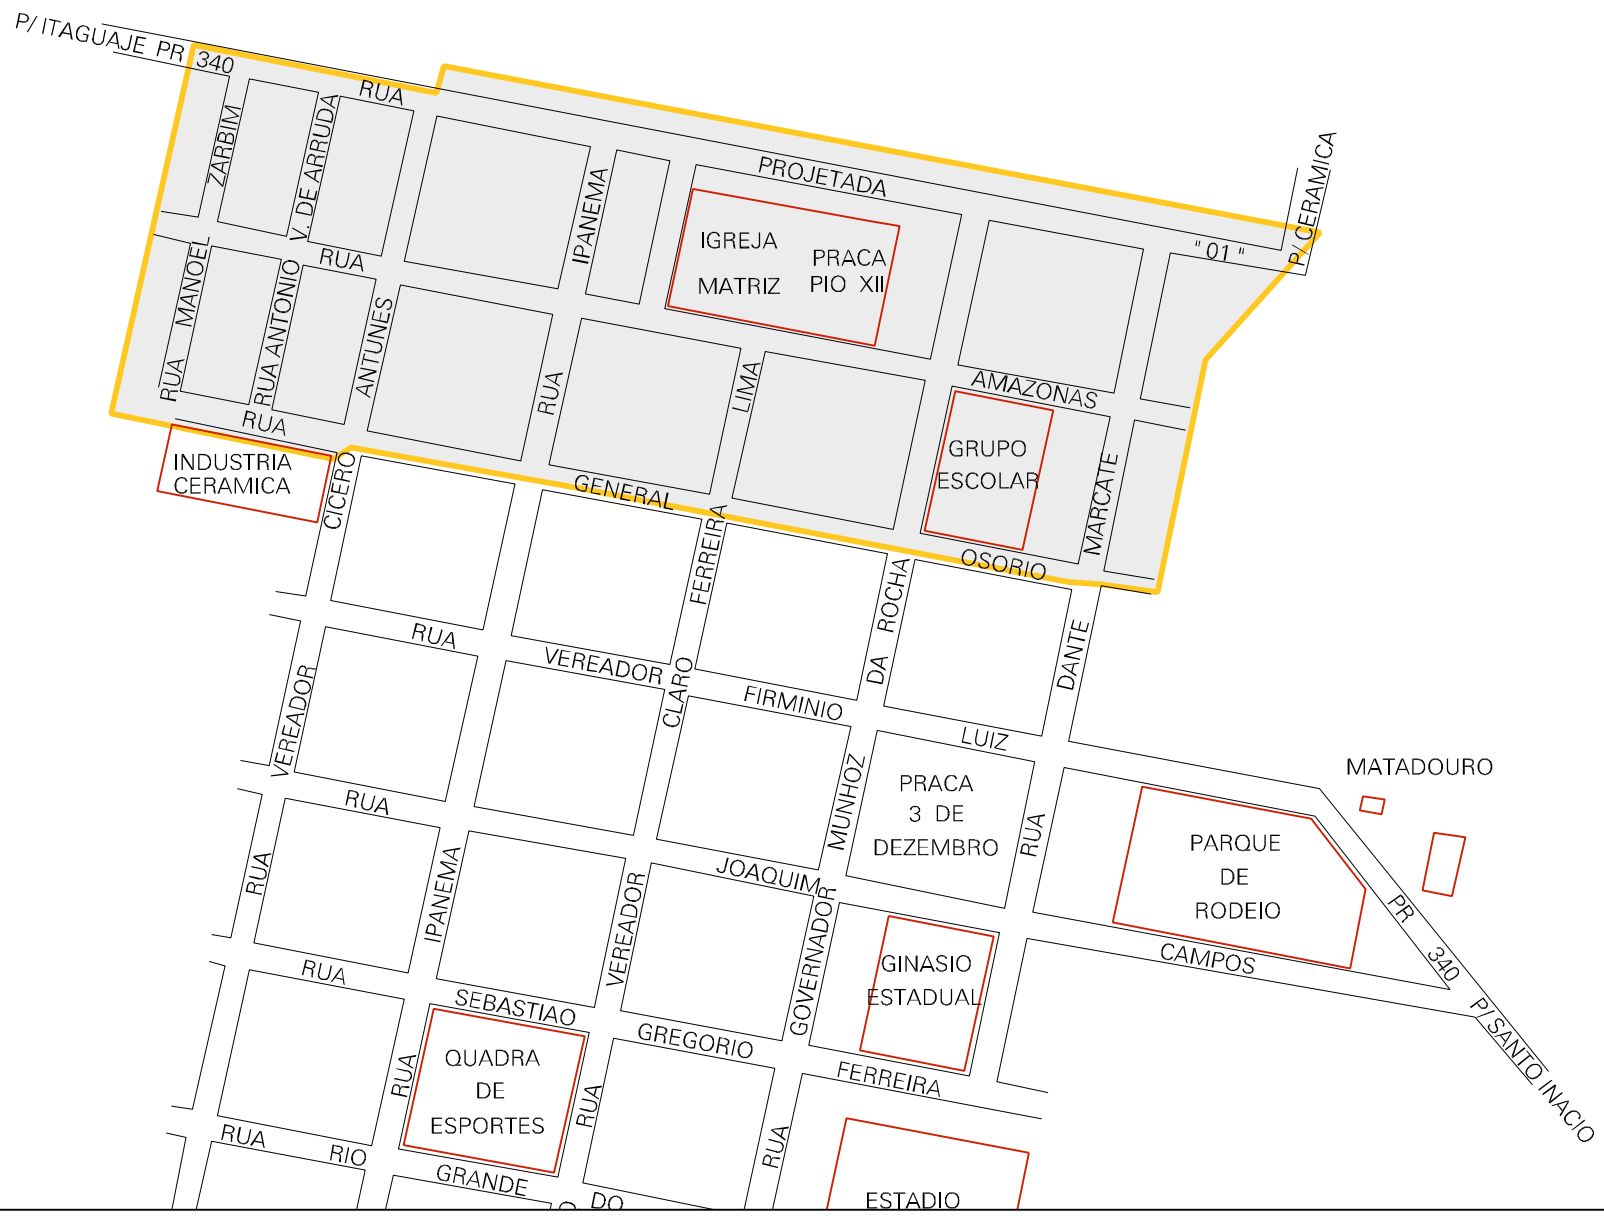 P/ ITAGUAJE PR 340
RUA
PROJETADA
" 01 "
P/ CERAMICA
ZARBIM
V. DE ARRUDA
IPANEMA
IGREJA
MATRIZ
PRACA
PIO XII
RUA
AMAZONAS
MANOEL
RUA
RUA ANTONIO
ANTUNES
RUA
LIMA
GRUPO
ESCOLAR
MARCATE
RUA
GENERAL
OSORIO
INDUSTRIA
CERAMICA
CICERO
FERREIRA
DA ROCHA
DANTE
RUA
VEREADOR
FIRMINIO
LUIZ
VEREADOR
CLARO
MUNHOZ
PRACA
3 DE
DEZEMBRO
RUA
MATADOURO
PARQUE
DE
RODEIO
RUA
JOAQUIM
CAMPOS
PR 340
P/ SANTO INACIO
RUA
IPANEMA
VEREADOR
GOVERNADOR
GINASIO
ESTADUAL
RUA
SEBASTIAO
GREGORIO
FERREIRA
RUA
QUADRA
DE
ESPORTES
RUA
RUA
RUA
RIO
GRANDE
DO
ESTADIO